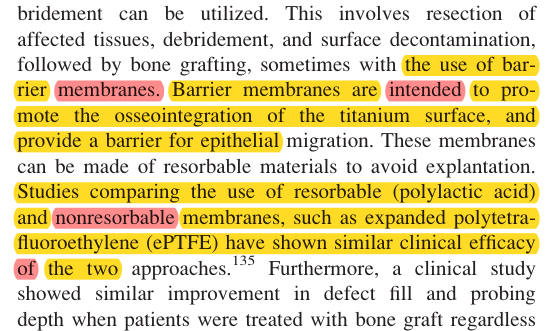 bridement can be utilized. This involves resection of
affected tissues, debridement, and surface decontamination,
followed by bone grafting, sometimes with the use of bar-
rier membranes. Barrier membranes are intended to pro-
mote the osseointegration of the titanium surface, and
provide a barrier for epithelial migration. These membranes
can be made of resorbable materials to avoid explantation.
Studies comparing the use of resorbable (polylactic acid)
and nonresorbable membranes, such as expanded polytetra-
fluoroethylene (ePTFE) have shown similar clinical efficacy
of the two approaches.135 Furthermore, a clinical study
showed similar improvement in defect fill and probing
depth when patients were treated with bone graft regardless